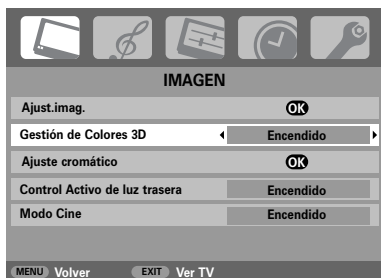 IMAGEN
Ajust.imag. OK
Gestión de Colores 3D Encendido
Ajuste cromático OK
Control Activo de luz trasera Encendido
Modo Cine Encendido
MENU Volver EXIT Ver TV